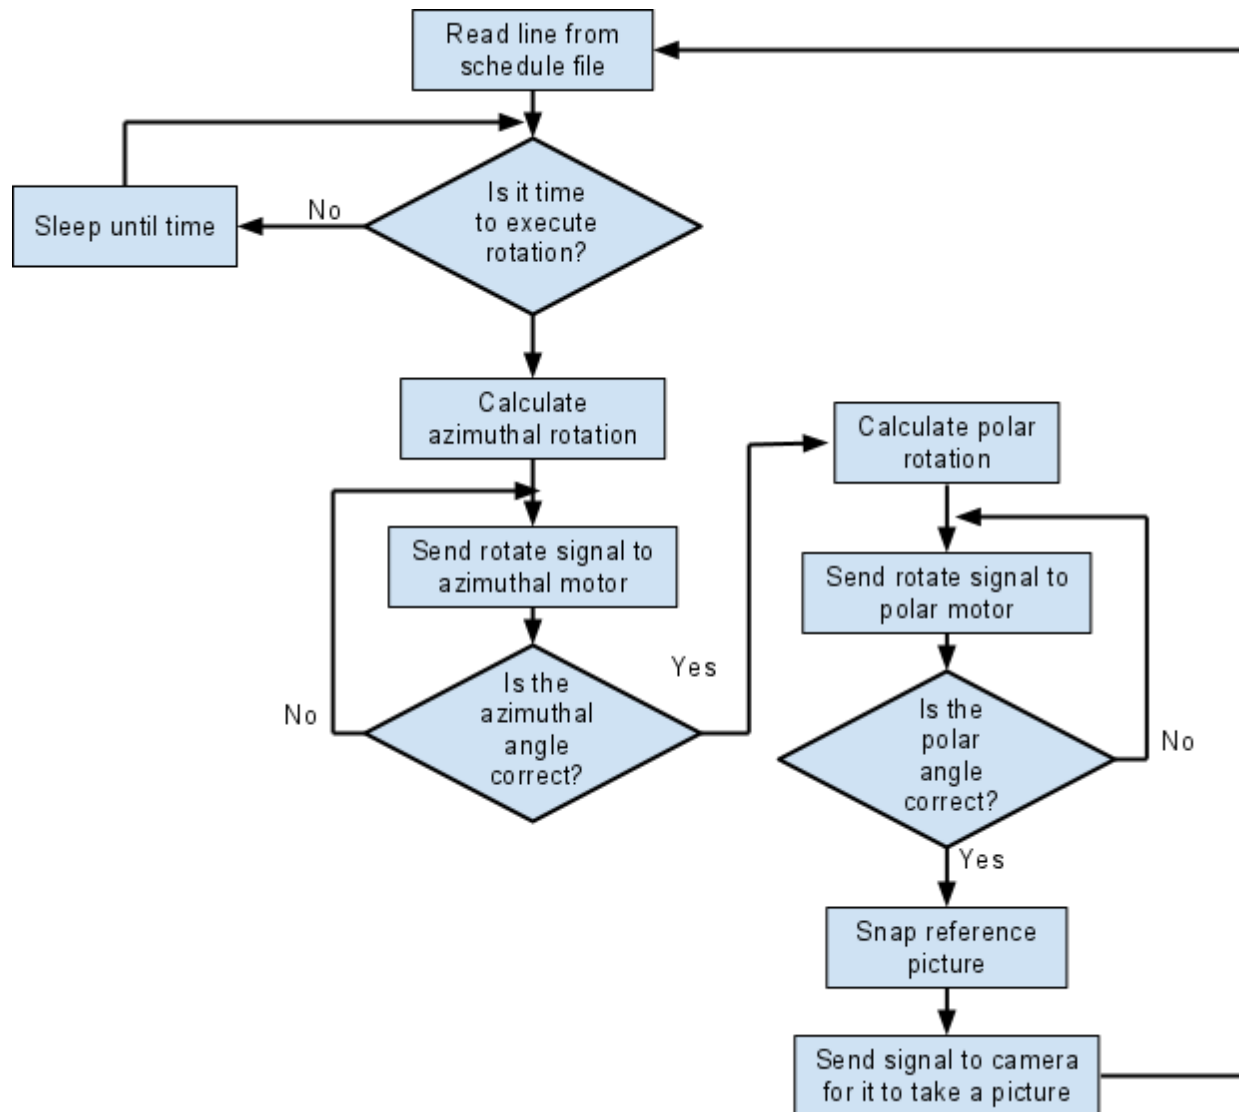 Read line from
schedule file
Is it time
to execute
rotation?
No
Sleep until time
Calculate
azimuthal rotation
Send rotate signal to
azimuthal motor
Is the
azimuthal
angle
correct?
No
Yes
Calculate polar
rotation
Send rotate signal to
polar motor
Is the
polar
angle
correct?
No
Yes
Snap reference
picture
Send signal to camera
for it to take a picture